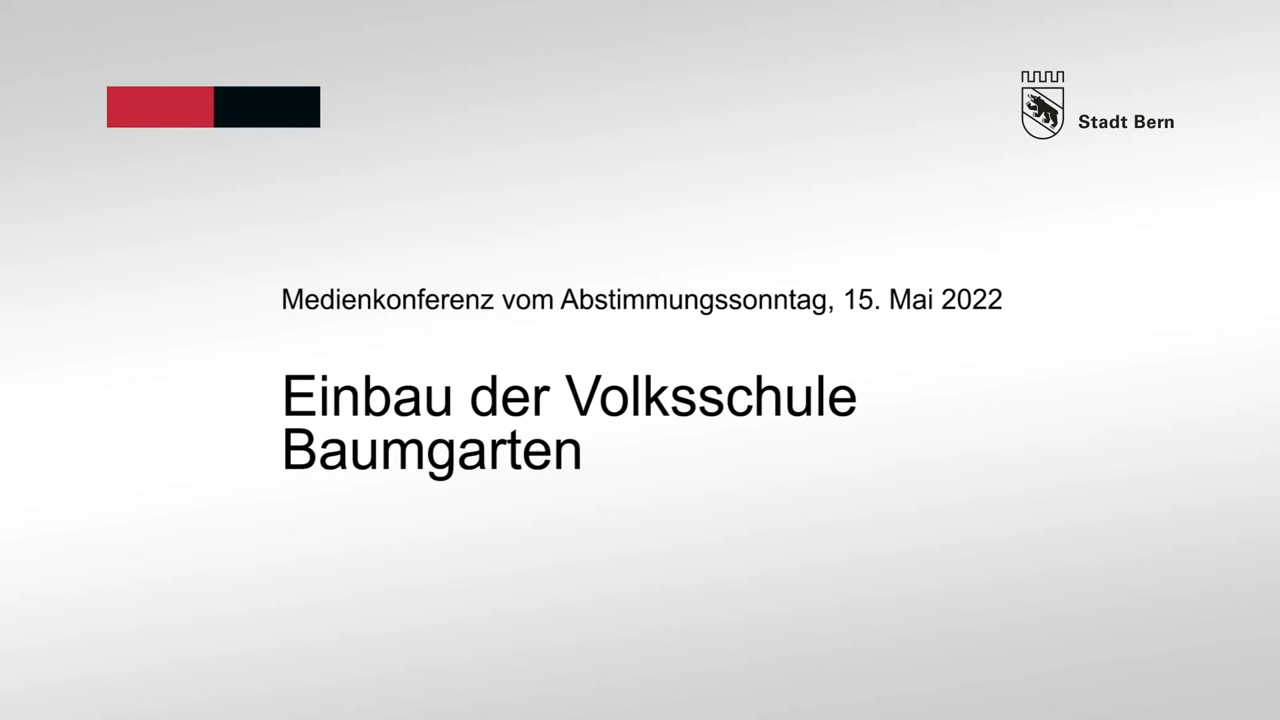 Stadt Bern
Medienkonferenz vom Abstimmungssonntag, 15. Mai 2022
Einbau der Volksschule
Baumgarten